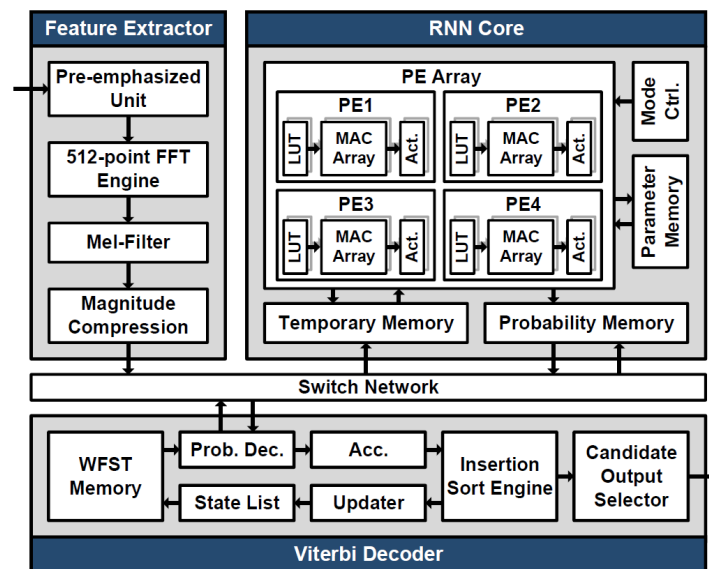 Feature Extractor
Pre-emphasized
Unit
512-point FFT
Engine
Mel-Filter
Magnitude
Compression
RNN Core
PE Array
PE1
LUT
MAC
Array
Act.
PE2
LUT
MAC
Array
Act.
PE3
LUT
MAC
Array
Act.
PE4
LUT
MAC
Array
Act.
Mode
Ctrl.
Parameter
Memory
Temporary Memory
Probability Memory
Switch Network
WFST
Memory
Prob. Dec.
Acc.
State List
Updater
Insertion
Sort Engine
Candidate
Output
Selector
Viterbi Decoder